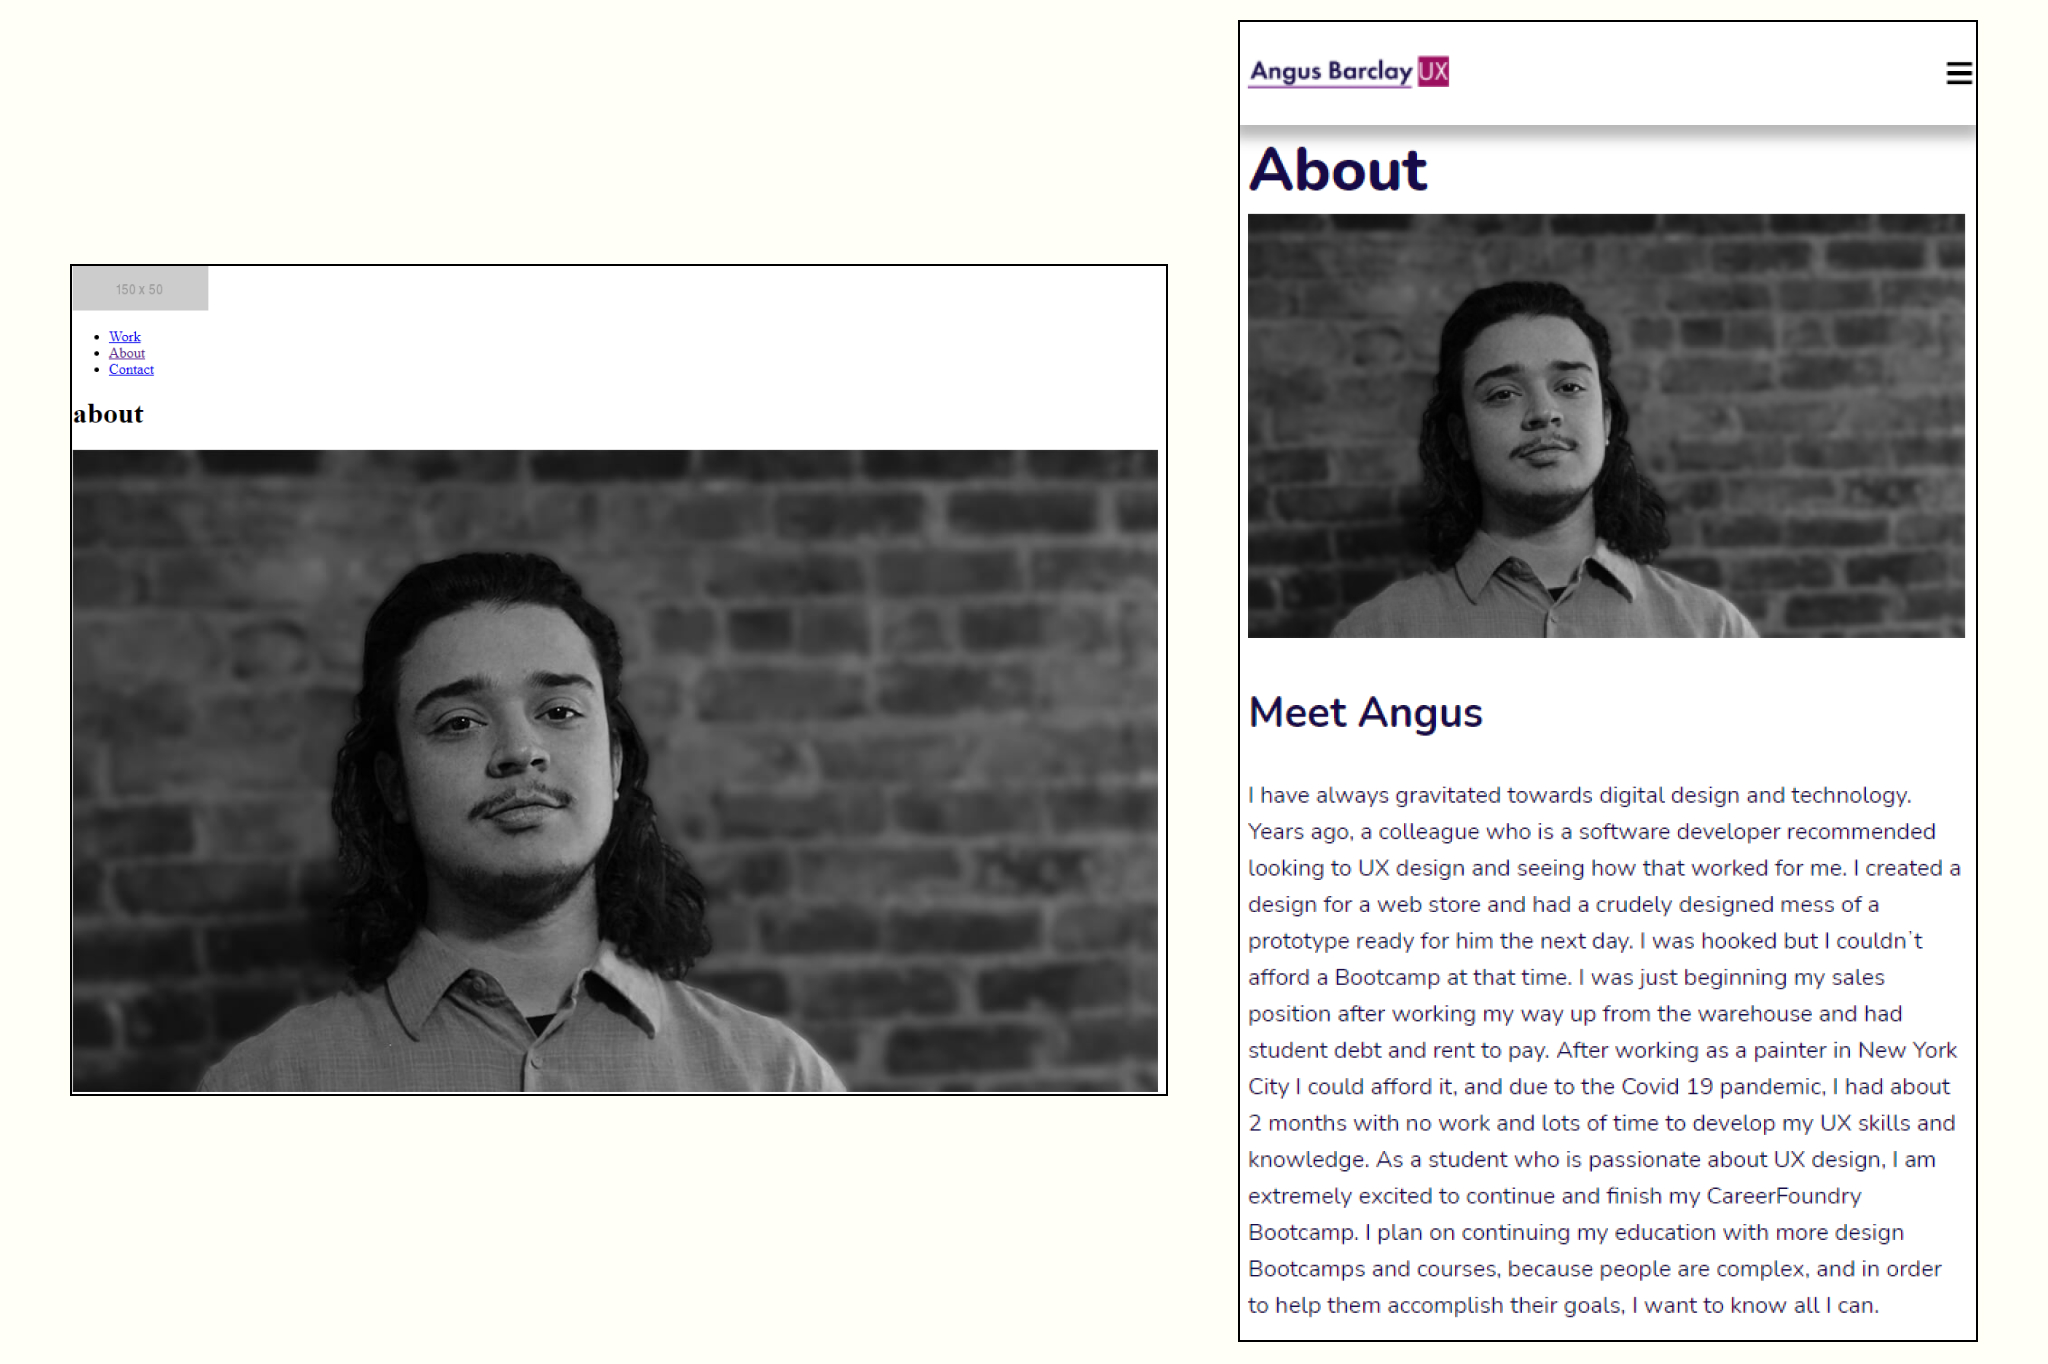 150 x 50
Work
About
Contact
about
Angus Barclay UX
About
Meet Angus
I have always gravitated towards digital design and technology.
Years ago, a colleague who is a software developer recommended
looking to UX design and seeing how that worked for me. I created a
design for a web store and had a crudely designed mess of a
prototype ready for him the next day. I was hooked but I couldn't
afford a Bootcamp at that time. I was just beginning my sales
position after working my way up from the warehouse and had
student debt and rent to pay. After working as a painter in New York
City I could afford it, and due to the Covid 19 pandemic, I had about
2 months with no work and lots of time to develop my UX skills and
knowledge. As a student who is passionate about UX design, I am
extremely excited to continue and finish my CareerFoundry
Bootcamp. I plan on continuing my education with more design
Bootcamps and courses, because people are complex, and in order
to help them accomplish their goals, I want to know all I can.